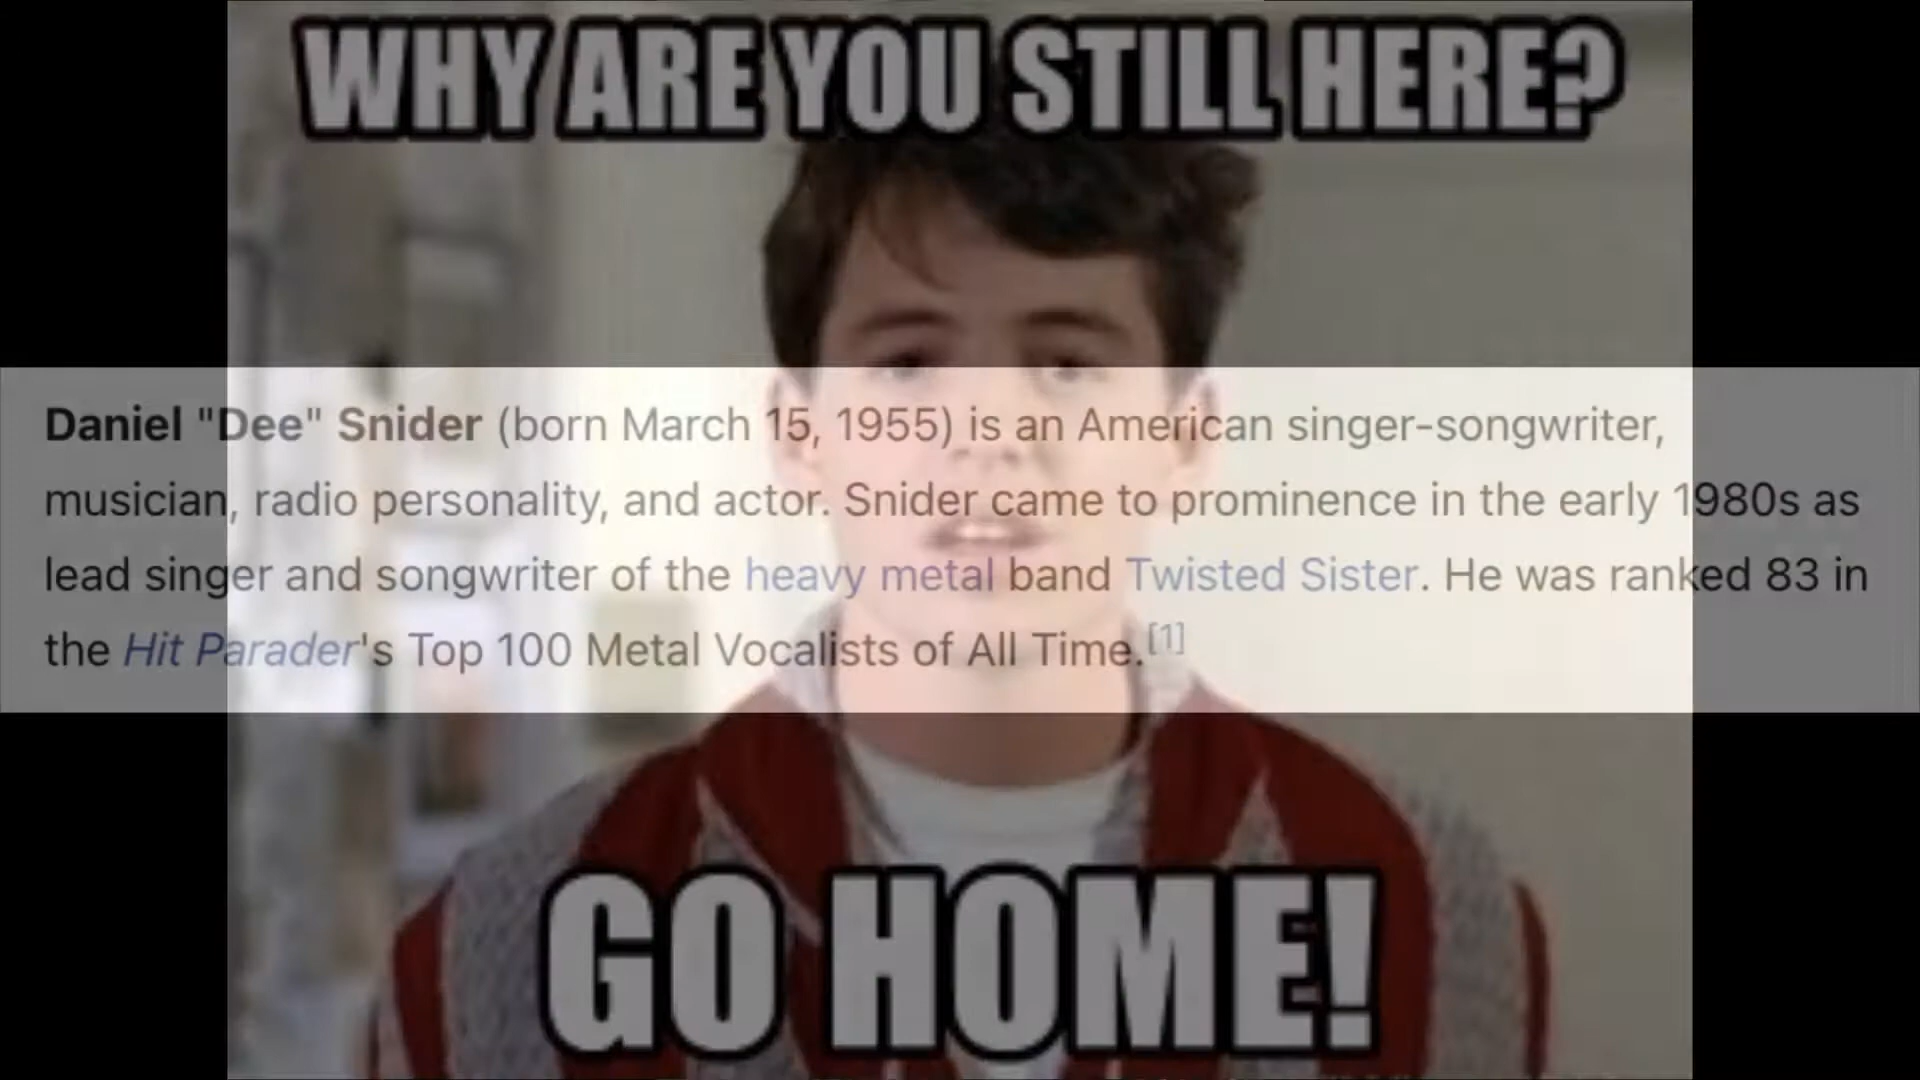 WHY ARE YOU STILL HERE?
Daniel "Dee" Snider (born March 15, 1955) is an American singer-songwriter,
musician, radio personality, and actor. Snider came to prominence in the early 1980s as
lead singer and songwriter of the heavy metal band Twisted Sister. He was ranked 83 in
the Hit Parader's Top 100 Metal Vocalists of All Time.[1]
GO HOME!